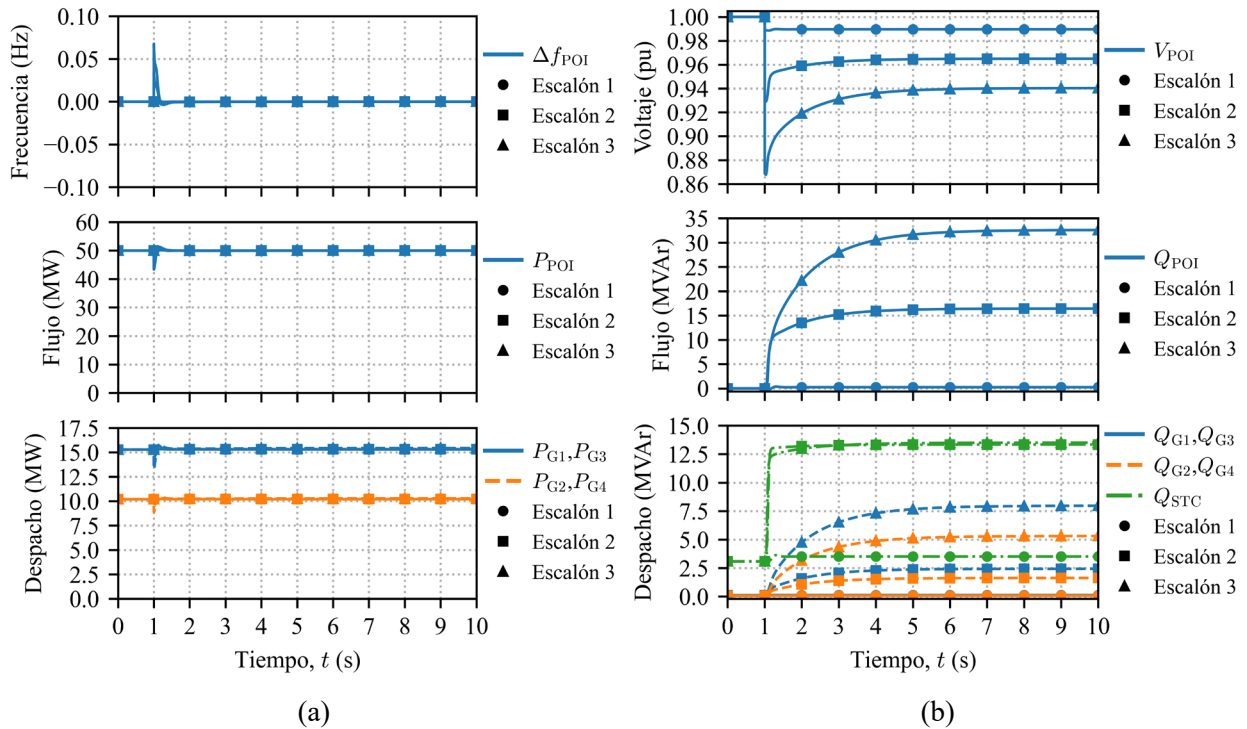 0.10
0.05
0.00
−0.05
−0.10
Frecuencia (Hz)
Δf_POI
Escalón 1
Escalón 2
Escalón 3
60
50
40
30
20
10
0
Flujo (MW)
P_POI
Escalón 1
Escalón 2
Escalón 3
17.5
15.0
12.5
10.0
7.5
5.0
2.5
0.0
Despacho (MW)
P_G1,P_G3
P_G2,P_G4
Escalón 1
Escalón 2
Escalón 3
0 1 2 3 4 5 6 7 8 9 10
Tiempo, t (s)
(a)
1.00
0.98
0.96
0.94
0.92
0.90
0.88
0.86
Voltaje (pu)
V_POI
Escalón 1
Escalón 2
Escalón 3
35
30
25
20
15
10
5
0
Flujo (MVAr)
Q_POI
Escalón 1
Escalón 2
Escalón 3
15.0
12.5
10.0
7.5
5.0
2.5
0.0
Despacho (MVAr)
Q_G1,Q_G3
Q_G2,Q_G4
Q_STC
Escalón 1
Escalón 2
Escalón 3
0 1 2 3 4 5 6 7 8 9 10
Tiempo, t (s)
(b)